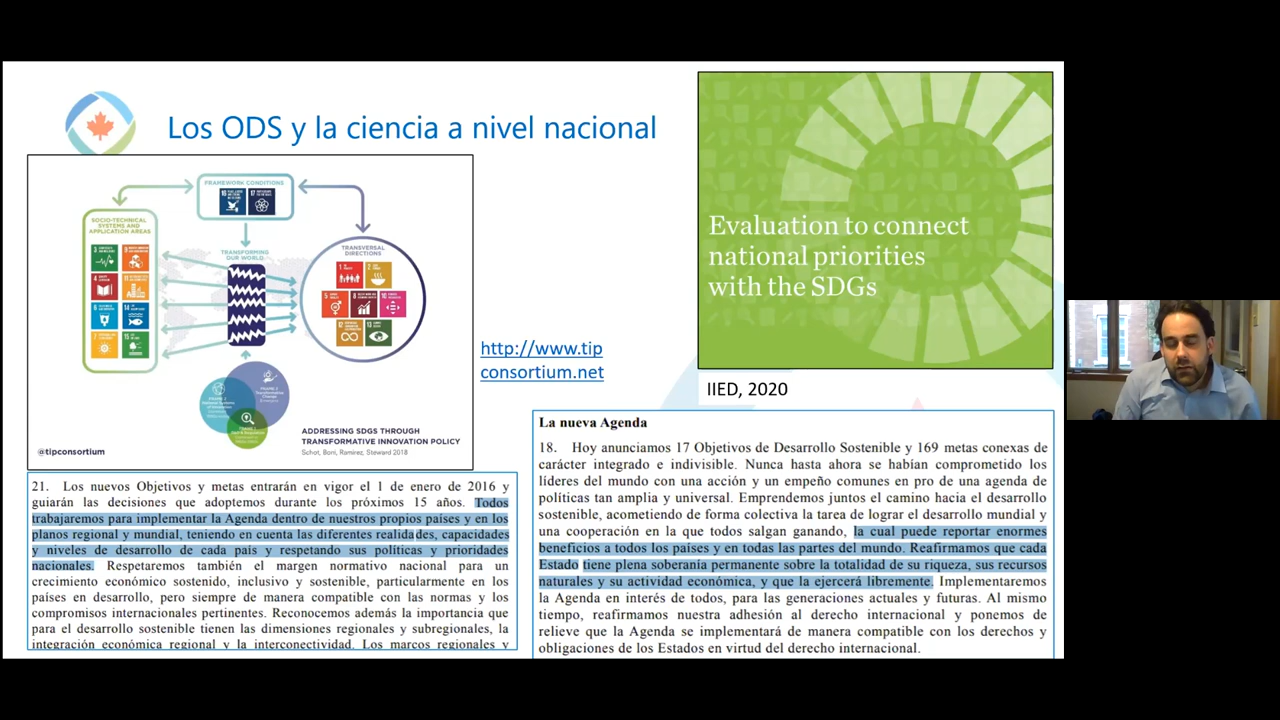 Los ODS y la ciencia a nivel nacional
FRAMEWORK CONDITIONS
SOCIO-TECHNICAL
SYSTEMS AND
APPLICATION AREAS
TRANSFORMING
OUR WORLD
TRANSVERSAL
DIRECTIONS
ADDRESSING SDGS THROUGH
TRANSFORMATIVE INNOVATION POLICY
@tipconsortium
Schot, Boni, Ramirez, Steward 2018
http://www.tip
consortium.net
Evaluation to connect
national priorities
with the SDGs
IIED, 2020
21. Los nuevos Objetivos y metas entrarán en vigor el 1 de enero de 2016 y
guiarán las decisiones que adoptemos durante los próximos 15 años. Todos
trabajaremos para implementar la Agenda dentro de nuestros propios países y en los
planos regional y mundial, teniendo en cuenta las diferentes realidades, capacidades
y niveles de desarrollo de cada país y respetando sus políticas y prioridades
nacionales. Respetaremos también el margen normativo nacional para un
crecimiento económico sostenido, inclusivo y sostenible, particularmente en los
países en desarrollo, pero siempre de manera compatible con las normas y los
compromisos internacionales pertinentes. Reconocemos además la importancia que
para el desarrollo sostenible tienen las dimensiones regionales y subregionales, la
integración económica regional y la interconectividad. Los marcos regionales y
La nueva Agenda
18. Hoy anunciamos 17 Objetivos de Desarrollo Sostenible y 169 metas conexas de
carácter integrado e indivisible. Nunca hasta ahora se habían comprometido los
líderes del mundo con una acción y un empeño comunes en pro de una agenda de
políticas tan amplia y universal. Emprendemos juntos el camino hacia el desarrollo
sostenible, acometiendo de forma colectiva la tarea de lograr el desarrollo mundial y
una cooperación en la que todos salgan ganando, la cual puede reportar enormes
beneficios a todos los países y en todas las partes del mundo. Reafirmamos que cada
Estado tiene plena soberanía permanente sobre la totalidad de su riqueza, sus recursos
naturales y su actividad económica, y que la ejercerá libremente. Implementaremos
la Agenda en interés de todos, para las generaciones actuales y futuras. Al mismo
tiempo, reafirmamos nuestra adhesión al derecho internacional y ponemos de
relieve que la Agenda se implementará de manera compatible con los derechos y
obligaciones de los Estados en virtud del derecho internacional.